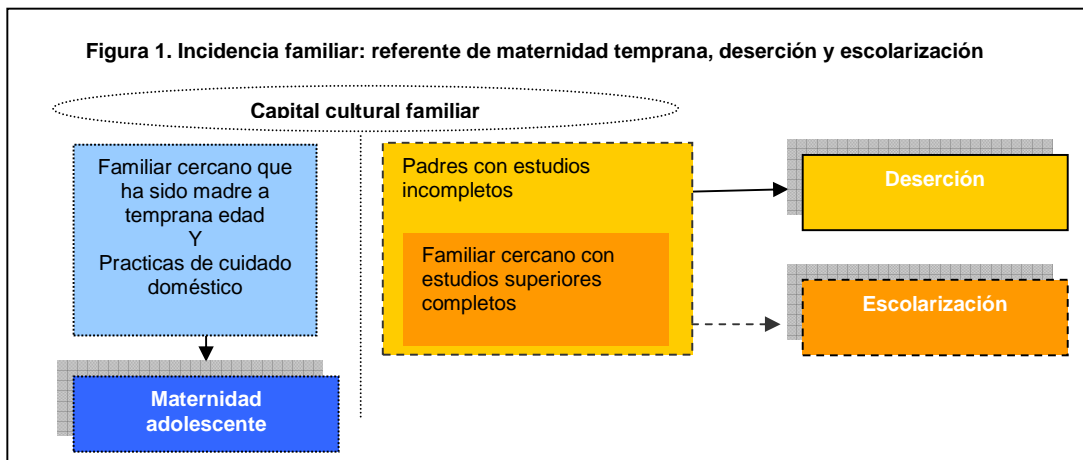 Figura 1. Incidencia familiar: referente de maternidad temprana, deserción y escolarización
Capital cultural familiar
Familiar cercano que
ha sido madre a
temprana edad
Y
Practicas de cuidado
doméstico
Padres con estudios
incompletos
Familiar cercano con
estudios superiores
completos
Deserción
Escolarización
Maternidad
adolescente